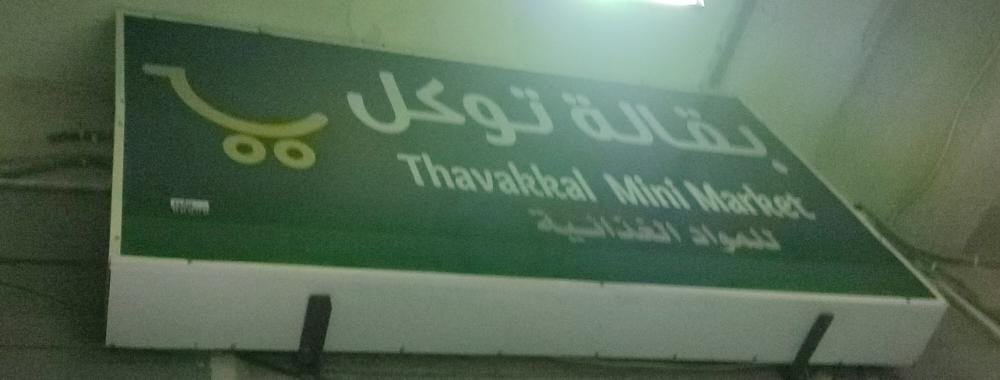 بقالة توكل
Thavakkal Mini Market
للمواد الغذائية